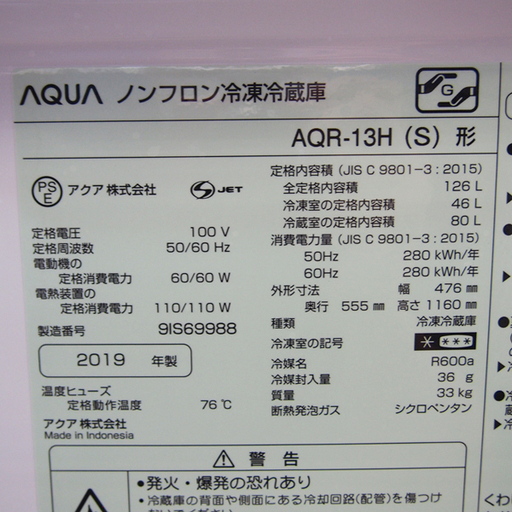 AQUA ノンフロン冷凍冷蔵庫
G
AQR-13H (S) 形
PS
E
アクア 株式会社
S JET
定格電圧 100 V
定格周波数 50/60 Hz
電動機の
定格消費電力 60/60 W
電熱装置の
定格消費電力 110/110 W
製造番号 9IS69988
2019 年製
温度ヒューズ
定格動作温度 76℃
アクア 株式会社
Made in Indonesia
定格内容積 (JIS C 9801-3 : 2015)
全定格内容積 126 L
冷凍室の定格内容積 46 L
冷蔵室の定格内容積 80 L
消費電力量 (JIS C 9801-3 : 2015)
50Hz 280 kWh/年
60Hz 280 kWh/年
外形寸法 幅 476 mm
奥行 555 mm 高さ 1160 mm
種類 冷凍冷蔵庫
冷凍室の記号
冷媒名 R600a
冷媒封入量 36 g
質量 33 kg
断熱発泡ガス シクロペンタン
警告
•発火・爆発の恐れあり
・冷蔵庫の背面や側面にある冷却回路(配管)を傷つけ
くわ